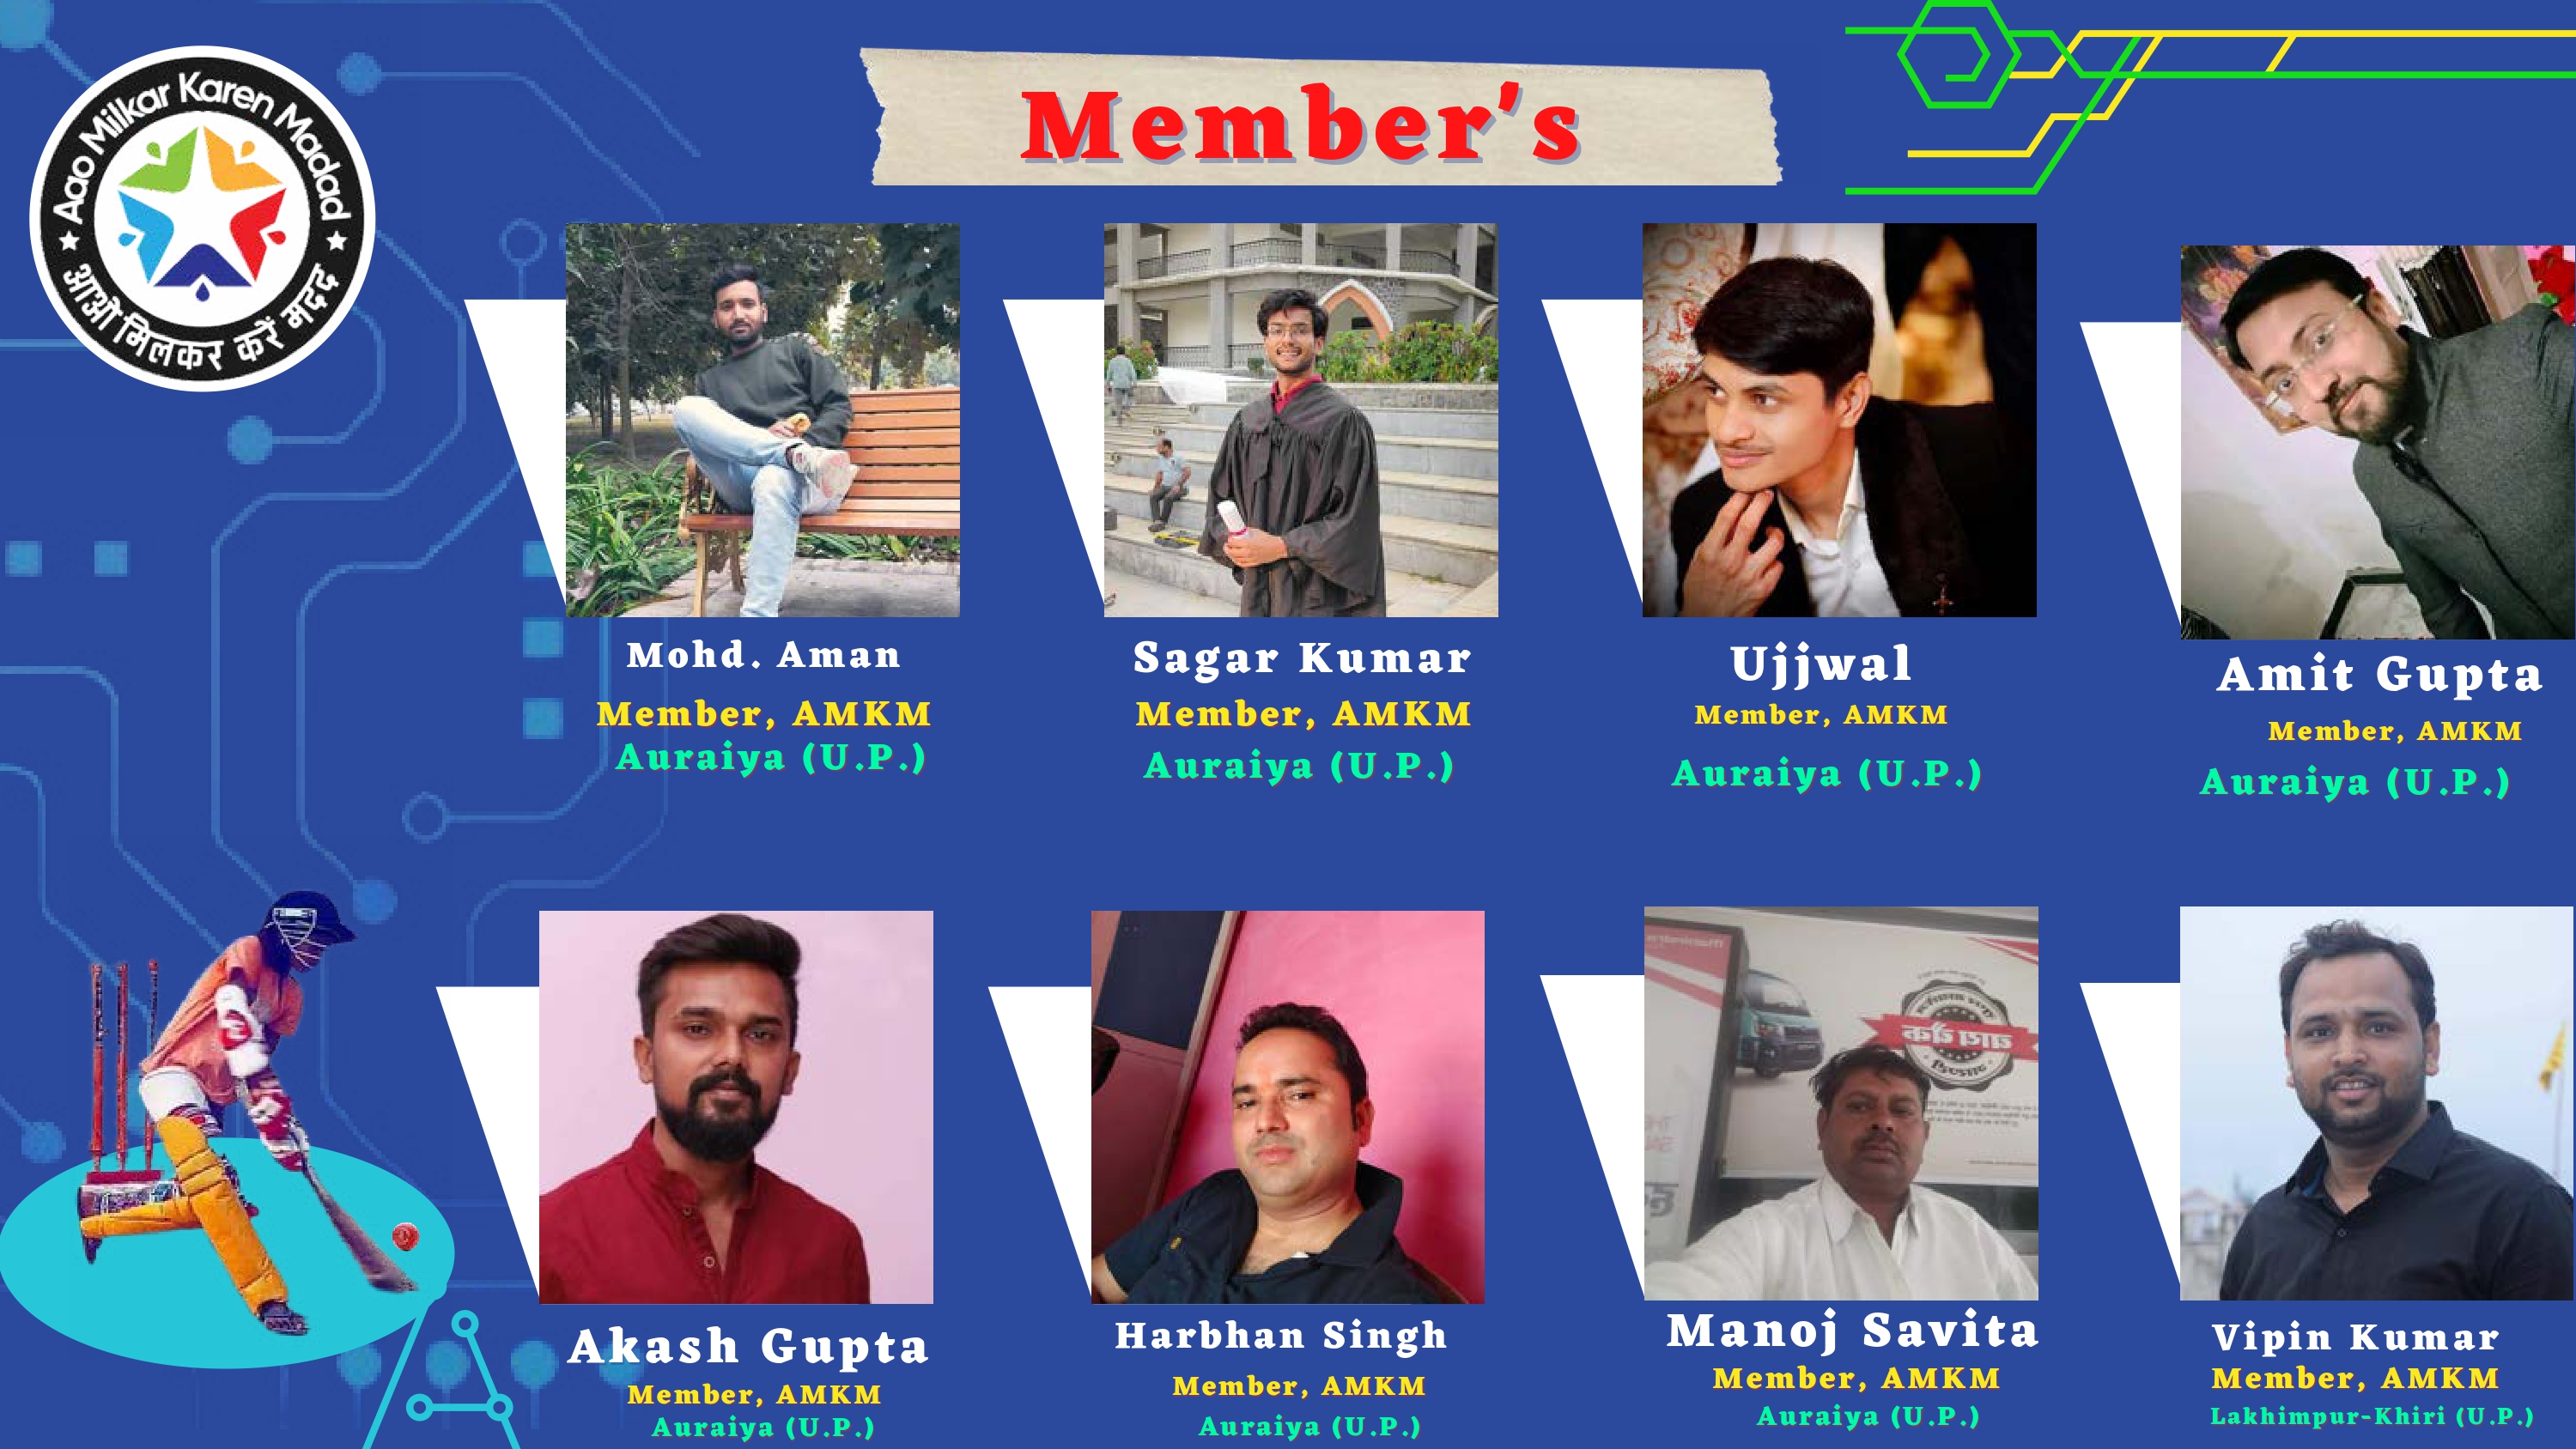 Aao Milkar Karen Madad
आओ मिलकर करें मदद
Member's
Mohd. Aman
Member, AMKM
Auraiya (U.P.)
Sagar Kumar
Member, AMKM
Auraiya (U.P.)
Ujjwal
Member, AMKM
Auraiya (U.P.)
Amit Gupta
Member, AMKM
Auraiya (U.P.)
Akash Gupta
Member, AMKM
Auraiya (U.P.)
Harbhan Singh
Member, AMKM
Auraiya (U.P.)
Manoj Savita
Member, AMKM
Auraiya (U.P.)
Vipin Kumar
Member, AMKM
Lakhimpur-Khiri (U.P.)